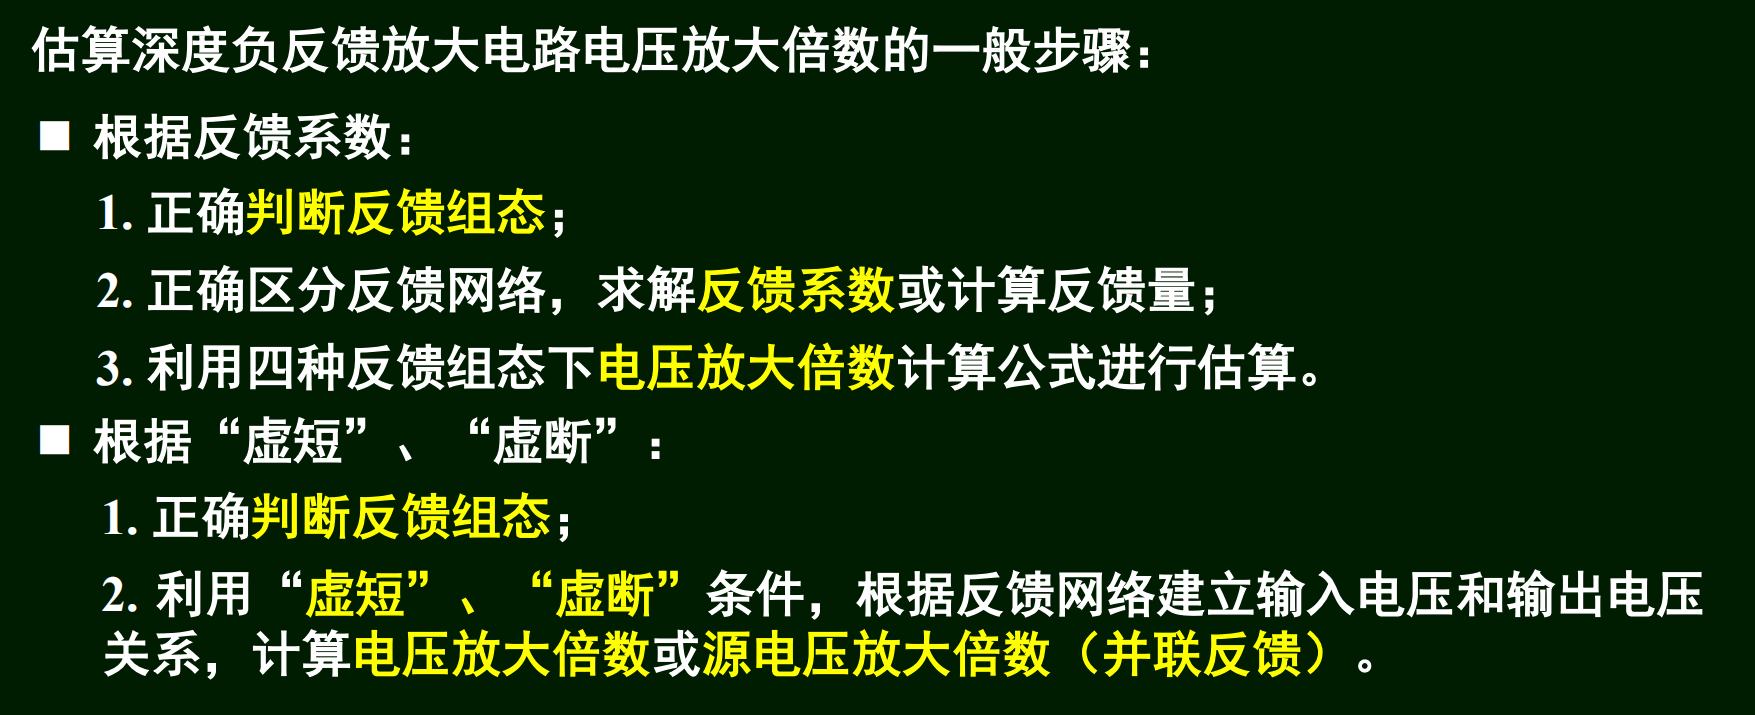 估算深度负反馈放大电路电压放大倍数的一般步骤：
■ 根据反馈系数：
1. 正确判断反馈组态；
2. 正确区分反馈网络，求解反馈系数或计算反馈量；
3. 利用四种反馈组态下电压放大倍数计算公式进行估算。
■ 根据“虚短”、“虚断”：
1. 正确判断反馈组态；
2. 利用“虚短”、“虚断”条件，根据反馈网络建立输入电压和输出电压
关系，计算电压放大倍数或源电压放大倍数（并联反馈）。